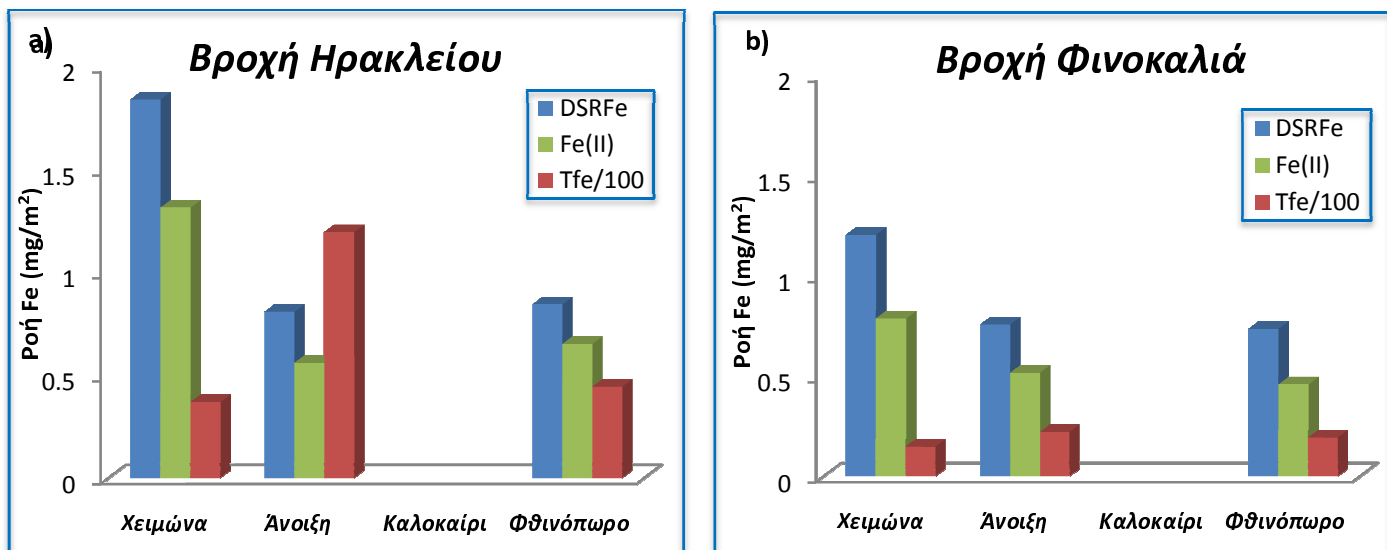 a)
Βροχή Ηρακλείου
Ροή Fe (mg/m²)
2
1.5
1
0.5
0
DSRFe
Fe(II)
Tfe/100
Χειμώνα Άνοιξη Καλοκαίρι Φθινόπωρο
b)
Βροχή Φινοκαλιά
Ροή Fe (mg/m²)
2
1.5
1
0.5
0
DSRFe
Fe(II)
Tfe/100
Χειμώνα Άνοιξη Καλοκαίρι Φθινόπωρο